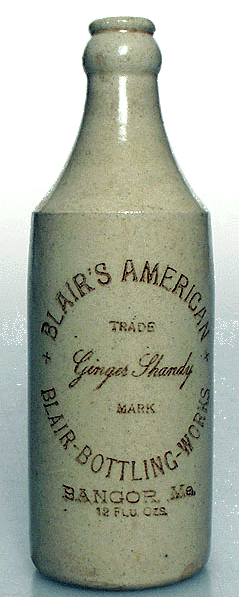 BLAIR'S AMERICAN
TRADE
Ginger Shandy
MARK
BLAIR-BOTTLING-WORKS
BANGOR, Me.
12 FLU. OZS.